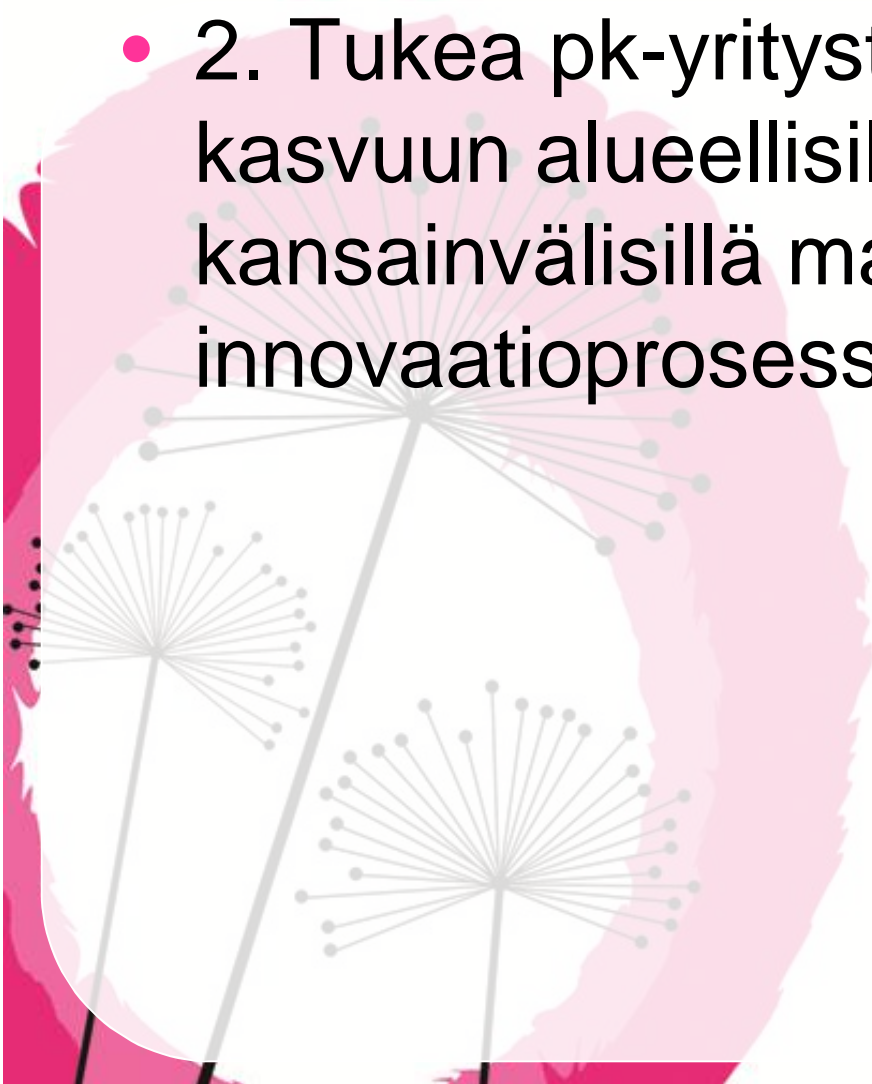 • 2. Tukea pk-yrityst
kasvuun alueellisil
kansainvälisillä ma
innovaatioprosess